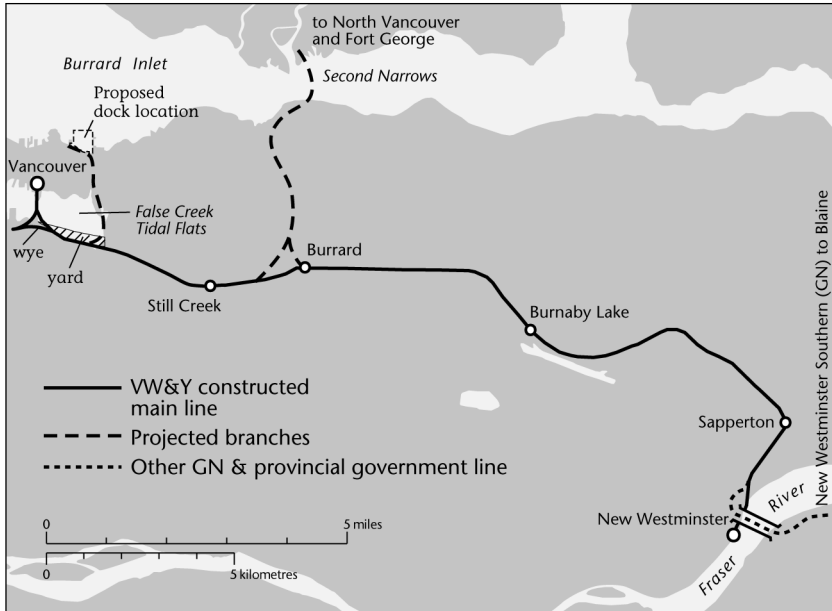 to North Vancouver
and Fort George
Burrard Inlet
Second Narrows
Proposed
dock location
Vancouver
False Creek
Tidal Flats
wye
yard
Burrard
Still Creek
Burnaby Lake
New Westminster Southern (GN) to Blaine
VW&Y constructed
main line
Projected branches
Other GN & provincial government line
Sapperton
River
New Westminster
Fraser
0
5 miles
0
5 kilometres